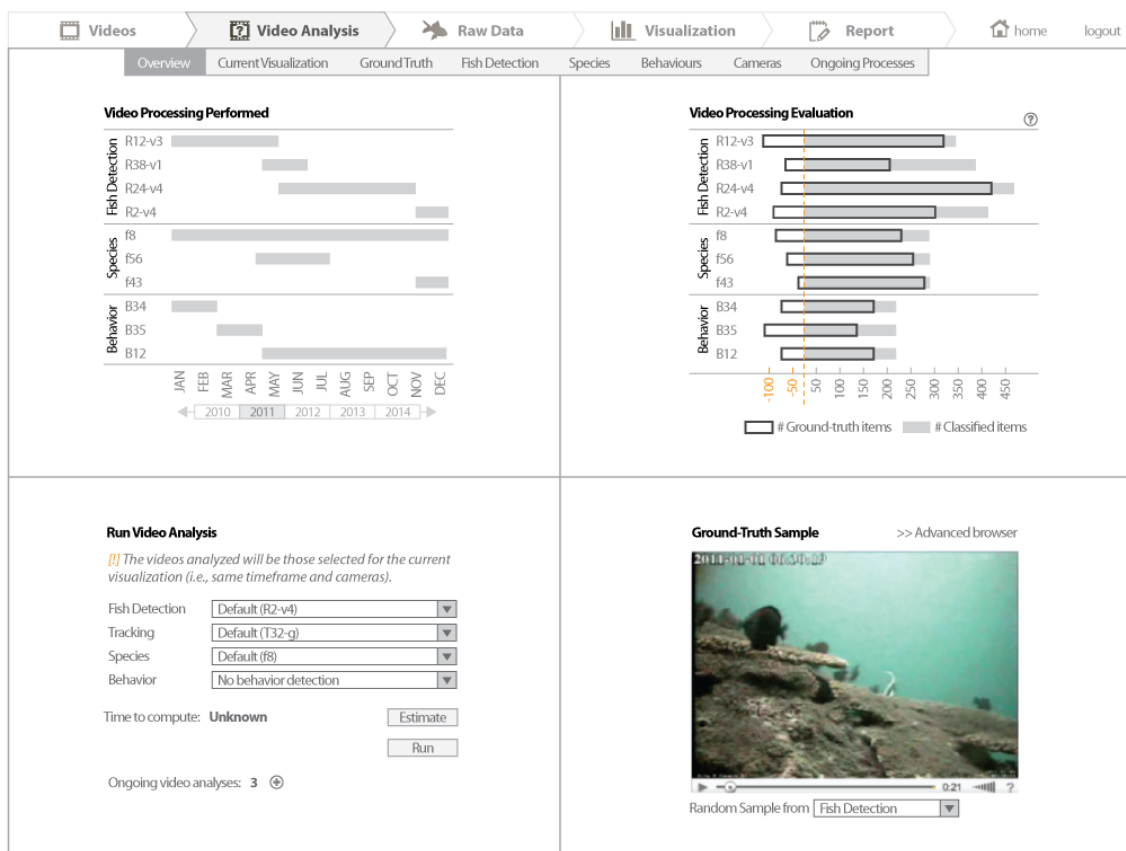 Videos Video Analysis Raw Data Visualization Report home logout
Overview Current Visualization Ground Truth Fish Detection Species Behaviours Cameras Ongoing Processes
Video Processing Performed
Fish Detection
R12-v3
R38-v1
R24-v4
R2-v4
Species
f8
f56
f43
Behavior
B34
B35
B12
JAN FEB MAR APR MAY JUN JUL AUG SEP OCT NOV DEC
2010 2011 2012 2013 2014
Video Processing Evaluation ?
Fish Detection
R12-v3
R38-v1
R24-v4
R2-v4
Species
f8
f56
f43
Behavior
B34
B35
B12
-100 -50 50 100 150 200 250 300 350 400 450
# Ground-truth items # Classified items
Run Video Analysis
[!] The videos analyzed will be those selected for the current
visualization (i.e., same timeframe and cameras).
Fish Detection Default (R2-v4)
Tracking Default (T32-g)
Species Default (f8)
Behavior No behavior detection
Time to compute: Unknown Estimate
Run
Ongoing video analyses: 3
Ground-Truth Sample >> Advanced browser
0:21 ?
Random Sample from Fish Detection